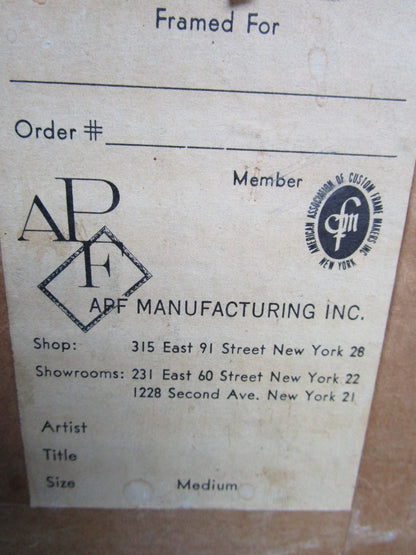 Framed For
Order #
Member
AMERICAN ASSOCIATION OF CUSTOM FRAME MAKERS INC.
NEW YORK
cfm
APF
APF MANUFACTURING INC.
Shop: 315 East 91 Street New York 28
Showrooms: 231 East 60 Street New York 22
1228 Second Ave. New York 21
Artist
Title
Size Medium